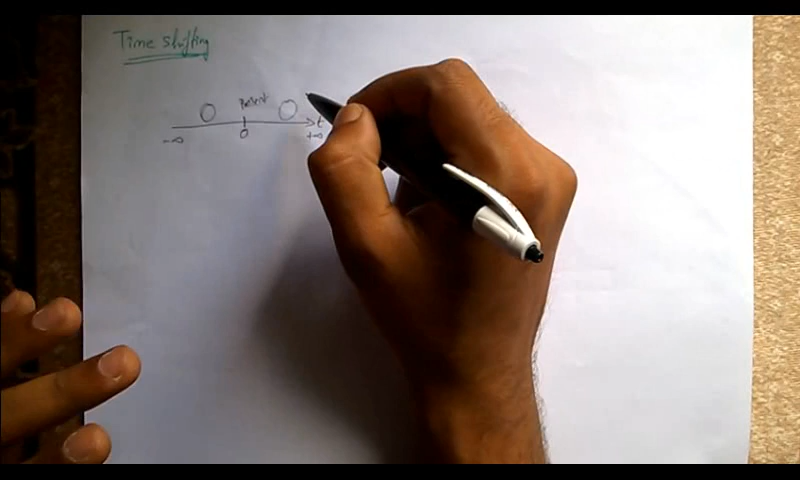 Time shifting
Present
t
-∞ 0 +∞